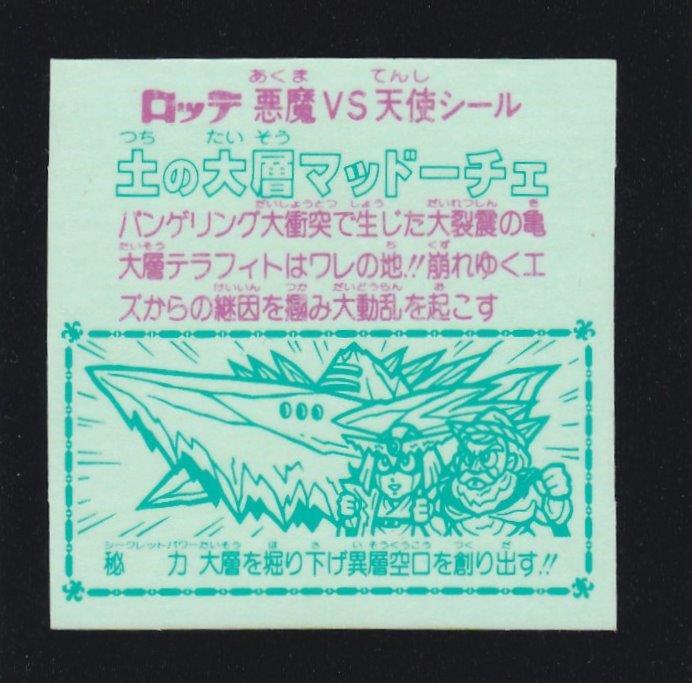 あくま てんし
ロッテ 悪魔VS天使シール
つち たいそう
土の大層マッドーチェ
だいしょうとつ しょう だいれつしん き
パンゲリング大衝突で生じた大裂震の亀
たいそう ち くず
大層テラフィトはワレの地!!崩れゆくエ
けいいん つか だいどうらん お
ズからの継因を摑み大動乱を起こす
シークレットパワー たいそう ほ さ いそうくうこう つく だ
秘力 大層を堀り下げ異層空口を創り出す!!